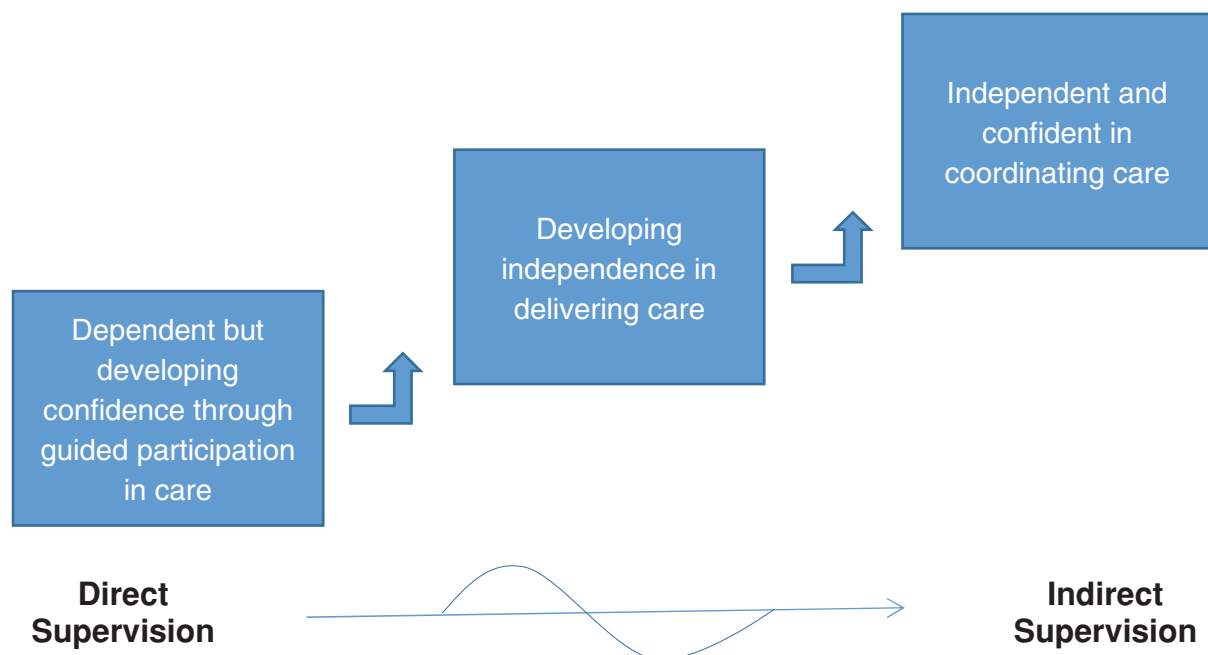 Dependent but
developing
confidence through
guided participation
in care
Developing
independence in
delivering care
Independent and
confident in
coordinating care
Direct
Supervision
Indirect
Supervision